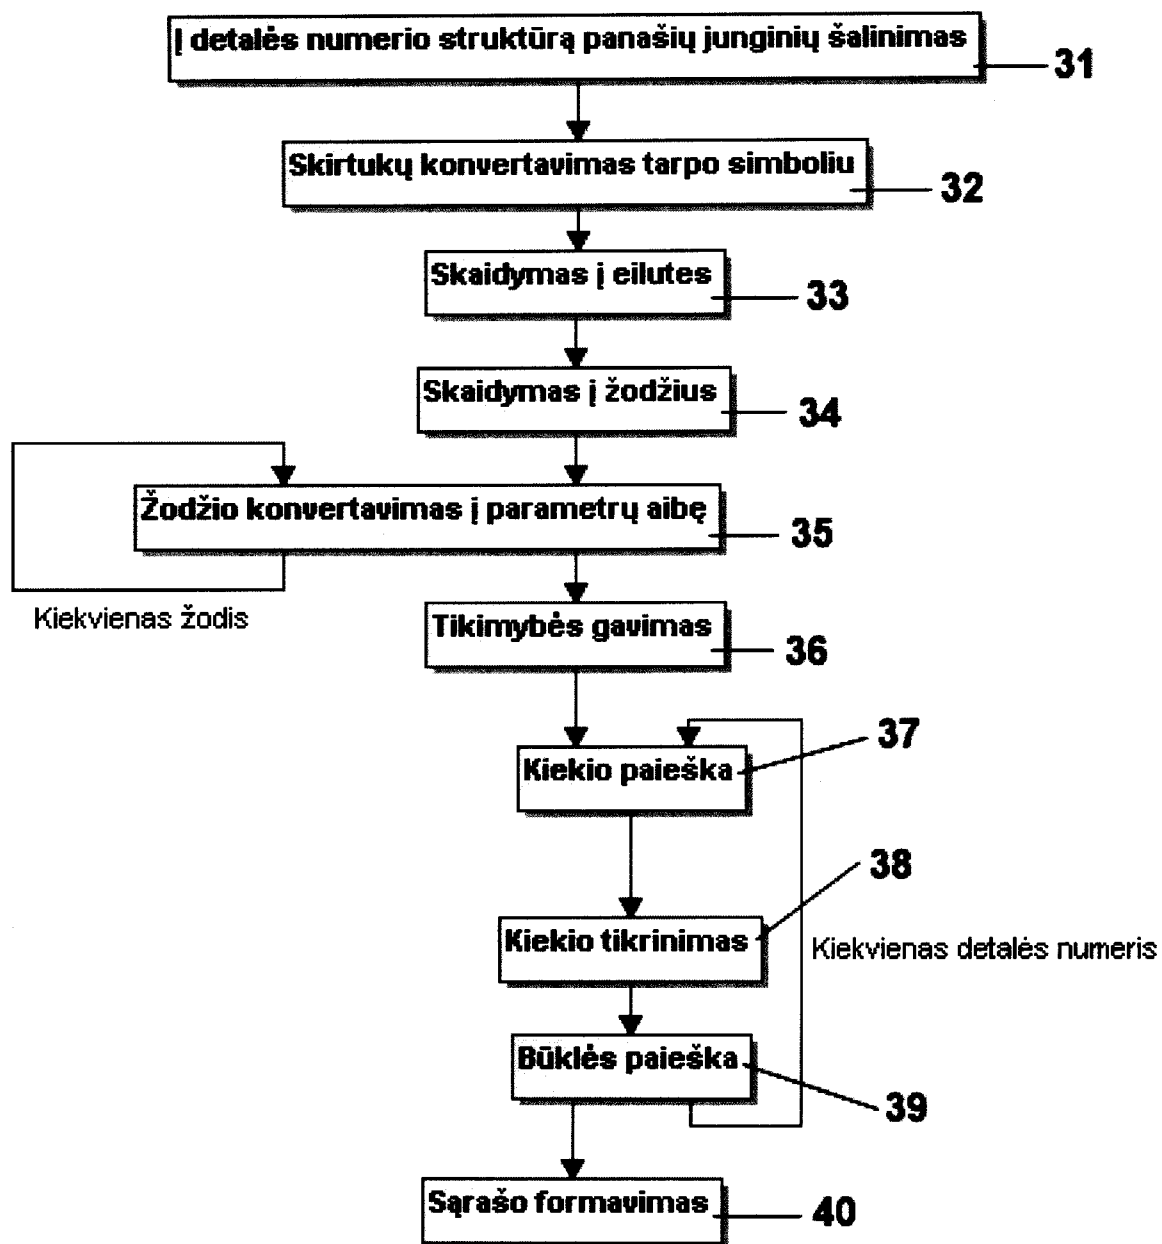 Į detalės numerio struktūrą panašių junginių šalinimas
31
Skirtukų konvertavimas tarpo simboliu
32
Skaidymas į eilutes
33
Skaidymas į žodžius
34
Žodžio konvertavimas į parametrų aibę
35
Kiekvienas žodis
Tikimybės gavimas
36
37
Kiekio paieška
38
Kiekio tikrinimas
Kiekvienas detalės numeris
Būklės paieška
39
Sąrašo formavimas
40